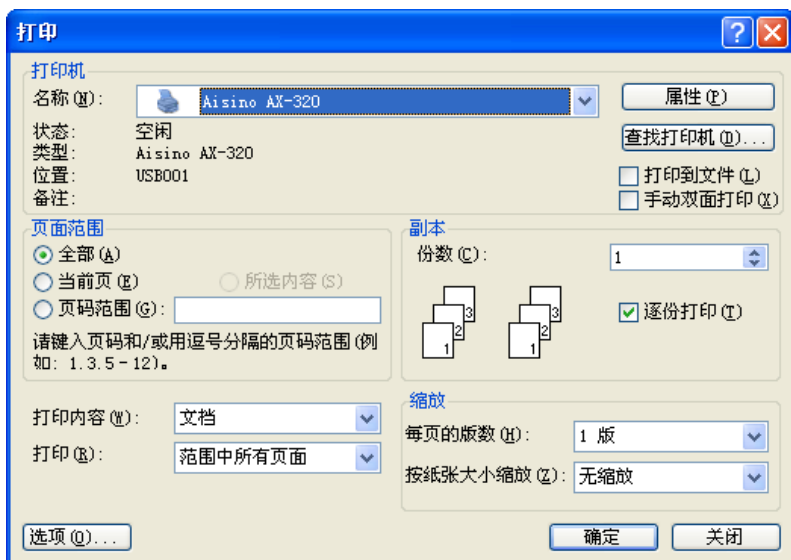 打印
打印机
名称(N): Aisino AX-320 属性(P)
状态: 空闲
类型: Aisino AX-320 查找打印机(D)...
位置: USB001 打印到文件(L)
备注: 手动双面打印(X)
页面范围
全部(A)
当前页(E) 所选内容(S)
页码范围(G):
请键入页码和/或用逗号分隔的页码范围(例
如: 1.3.5-12)。
副本
份数(C): 1
1 2 3 1 2 3 逐份打印(T)
打印内容(W): 文档
打印(R): 范围中所有页面
缩放
每页的版数(H): 1 版
按纸张大小缩放(Z): 无缩放
选项(O)... 确定 关闭